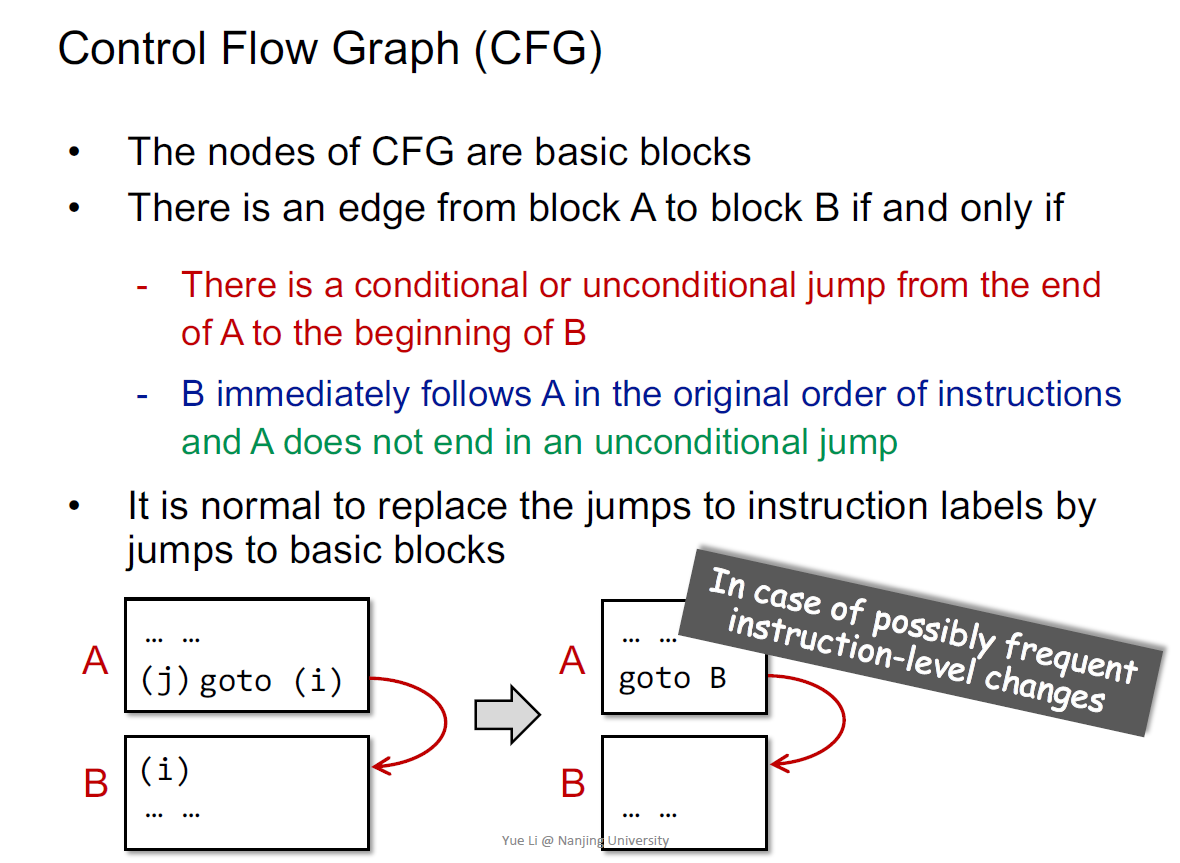 Control Flow Graph (CFG)
• The nodes of CFG are basic blocks
• There is an edge from block A to block B if and only if
- There is a conditional or unconditional jump from the end
of A to the beginning of B
- B immediately follows A in the original order of instructions
and A does not end in an unconditional jump
• It is normal to replace the jumps to instruction labels by
jumps to basic blocks
In case of possibly frequent
instruction-level changes
A
… …
(j) goto (i)
B
(i)
… …
A
… …
goto B
B
… …
Yue Li @ Nanjing University